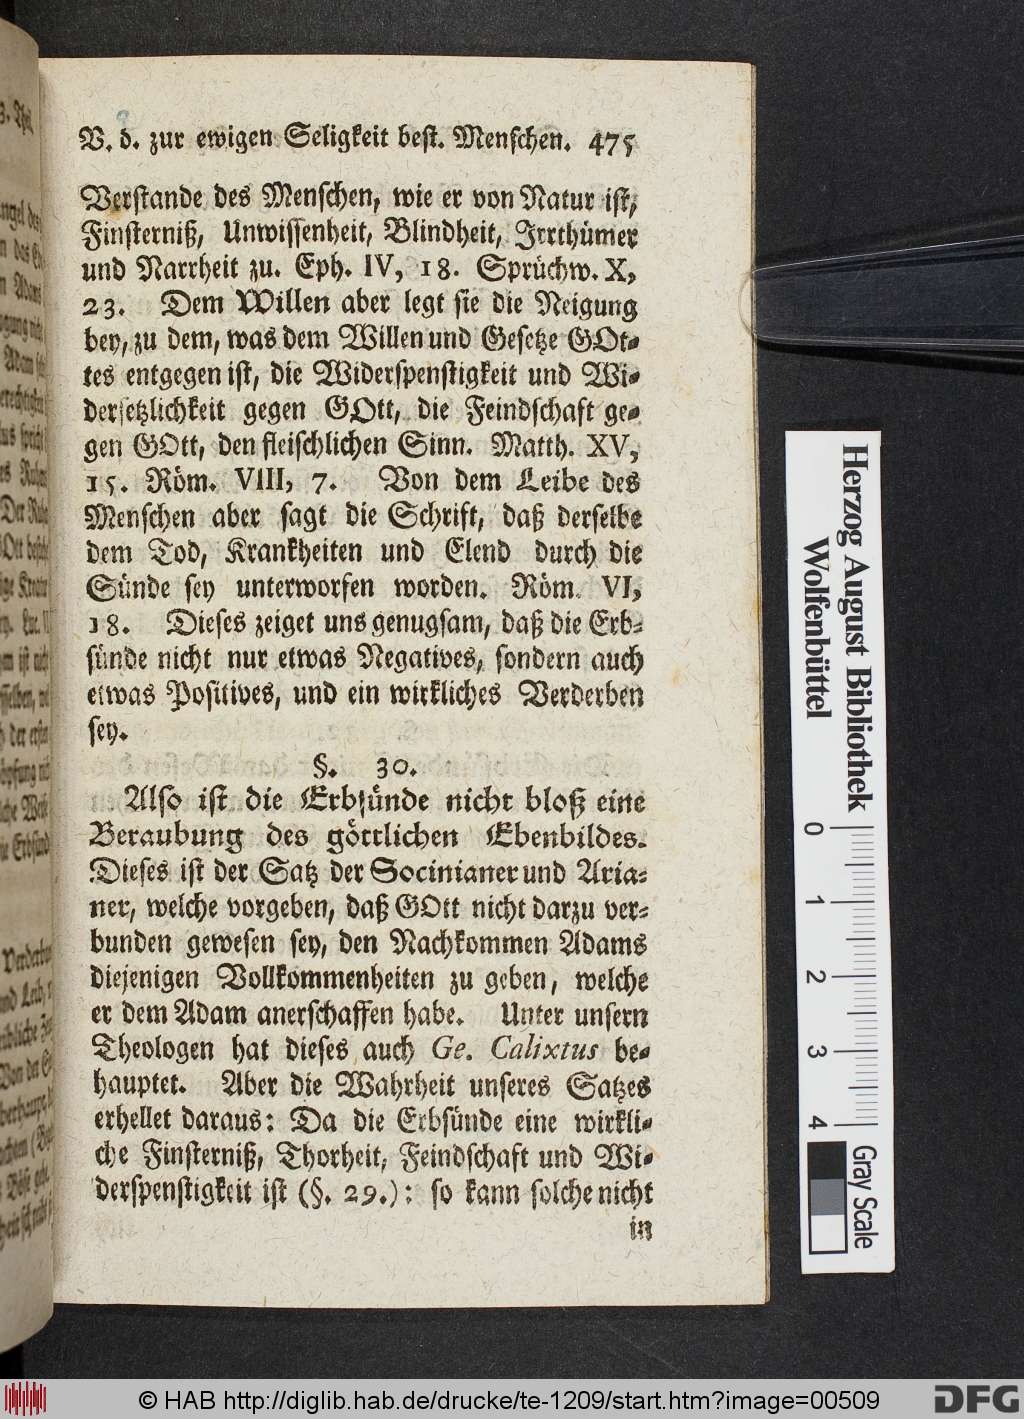 V. d. zur ewigen Seligkeit best. Menschen. 475
Verstande des Menschen, wie er von Natur ist,
Finsterniß, Unwissenheit, Blindheit, Irrthümer
und Narrheit zu. Eph. IV, 18. Sprüchw. X,
23. Dem Willen aber legt sie die Neigung
bey, zu dem, was dem Willen und Gesetze GOt-
tes entgegen ist, die Widerspenstigkeit und Wi-
dersetzlichkeit gegen GOtt, die Feindschaft ge-
gen GOtt, den fleischlichen Sinn. Matth. XV,
15. Röm. VIII, 7. Von dem Leibe des
Menschen aber sagt die Schrift, daß derselbe
dem Tod, Krankheiten und Elend durch die
Sünde sey unterworfen worden. Röm. VI,
18. Dieses zeiget uns genugsam, daß die Erb-
sünde nicht nur etwas Negatives, sondern auch
etwas Positives, und ein wirkliches Verderben
sey.
§. 30.
Also ist die Erbsünde nicht bloß eine
Beraubung des göttlichen Ebenbildes.
Dieses ist der Satz der Socinianer und Aria-
ner, welche vorgeben, daß GOtt nicht darzu ver-
bunden gewesen sey, den Nachkommen Adams
diejenigen Vollkommenheiten zu geben, welche
er dem Adam anerschaffen habe. Unter unsern
Theologen hat dieses auch Ge. Calixtus be-
hauptet. Aber die Wahrheit unseres Satzes
erhellet daraus: Da die Erbsünde eine wirkli-
che Finsterniß, Thorheit, Feindschaft und Wi-
derspenstigkeit ist (§. 29.): so kann solche nicht
in
Herzog August Bibliothek
Wolfenbüttel
0 1 2 3 4
Gray Scale
© HAB http://diglib.hab.de/drucke/te-1209/start.htm?image=00509
DFG